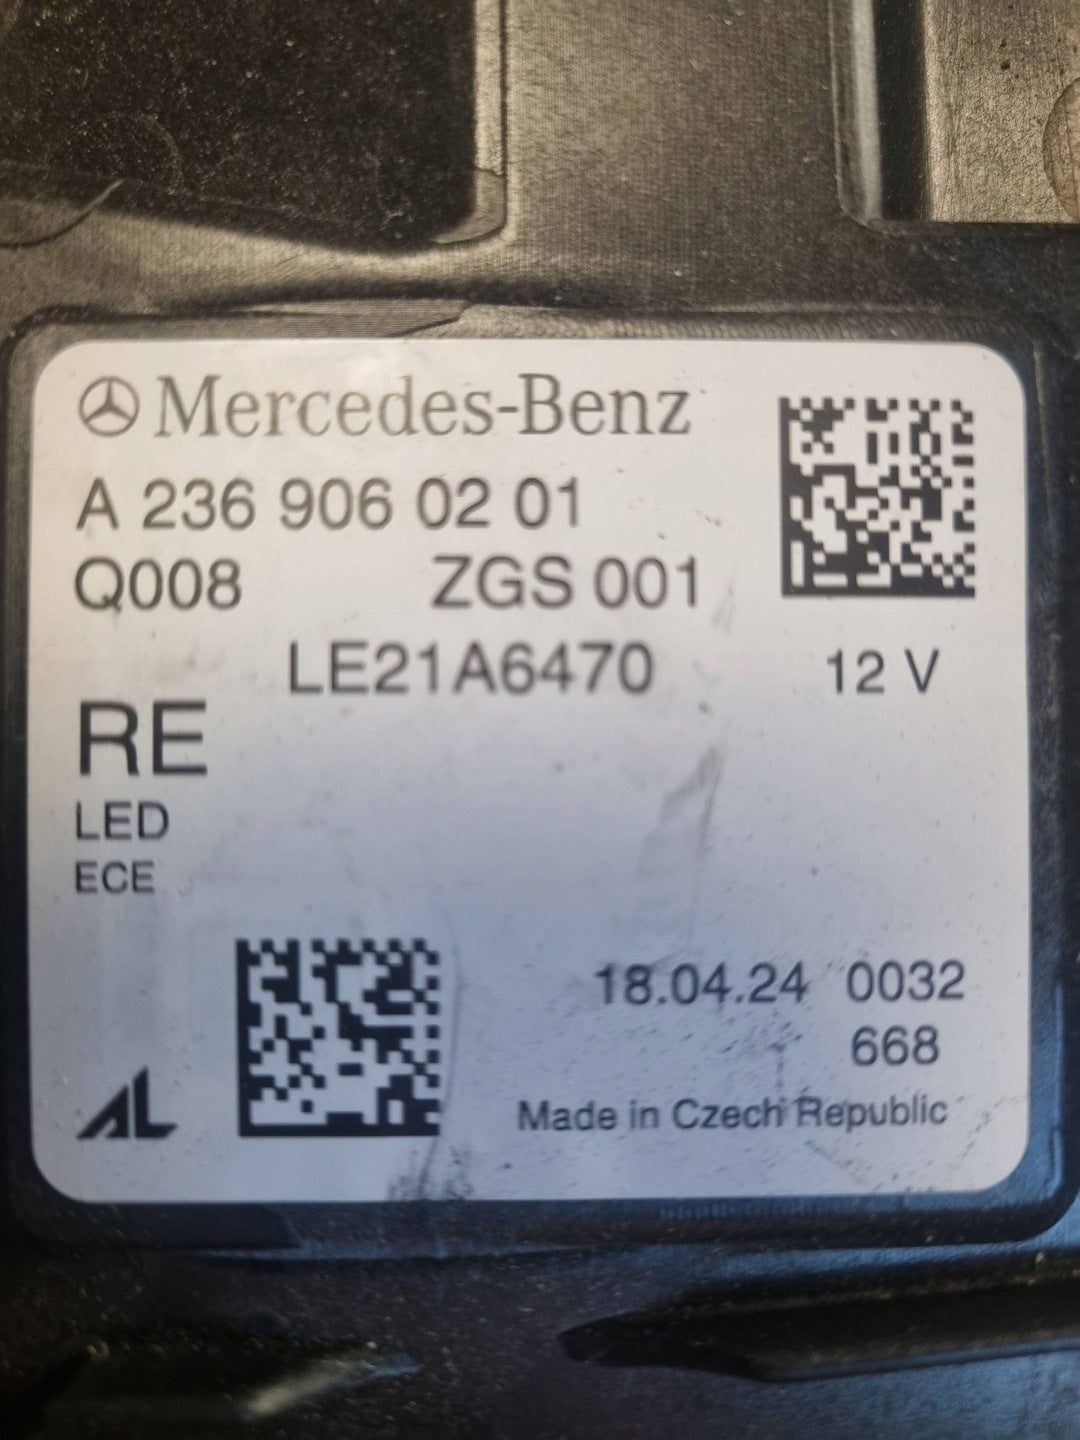 Mercedes-Benz
A 236 906 02 01
Q008 ZGS 001
LE21A6470 12 V
RE
LED
ECE
18.04.24 0032
668
AL
Made in Czech Republic